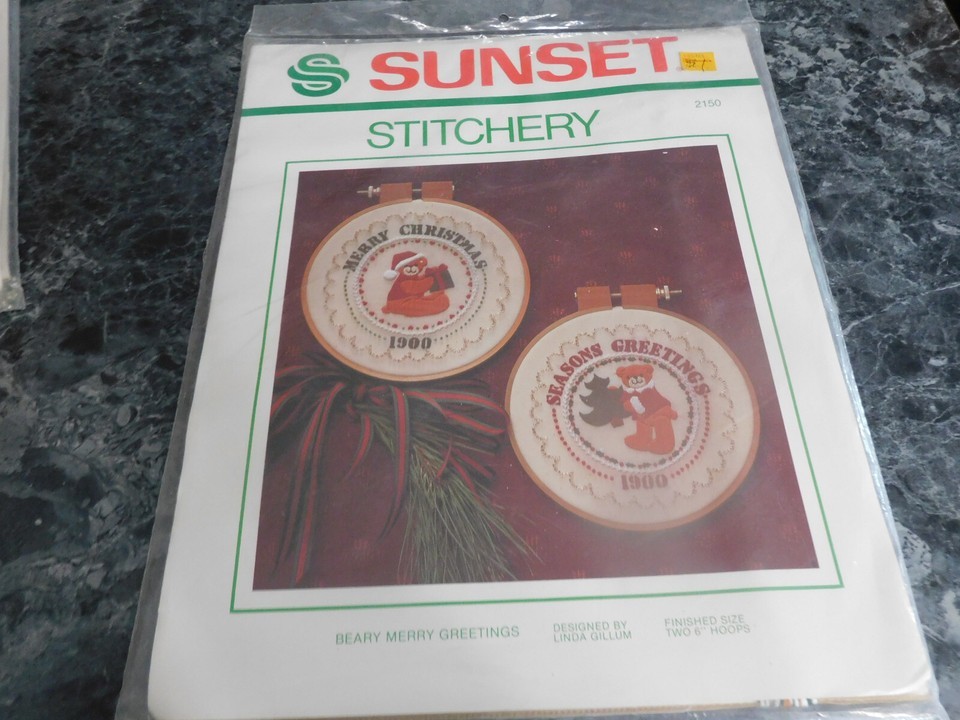 SUNSET
2150
STITCHERY
MERRY CHRISTMAS
1900
SEASONS GREETINGS
1900
BEARY MERRY GREETINGS
DESIGNED BY
LINDA GILLUM
FINISHED SIZE
TWO 6" HOOPS